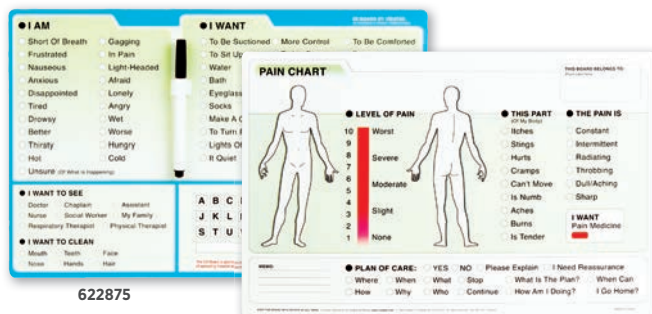 I AM
Short Of Breath Gagging
Frustrated In Pain
Nauseous Light-Headed
Anxious Afraid
Disappointed Lonely
Tired Angry
Drowsy Wet
Better Worse
Thirsty Hungry
Hot Cold
Unsure (Of What Is Happening)
I WANT
To Be Suctioned More Control To Be Comforted
To Sit Up
Water
Bath
Socks
Make A
To Turn
Lights
It Quiet
I WANT TO SEE
Doctor Chaplain Assistant
Nurse Social Worker My Family
Respiratory Therapist Physical Therapist
I WANT TO CLEAN
Mouth Teeth Face
Nose Hands Hair
A B C
J K L
S T U
622875
PAIN CHART
THIS BOARD BELONGS TO:
LEVEL OF PAIN
10 Worst
9
8 Severe
7
6
5 Moderate
4
3 Slight
2
1 None
THIS PART
(Of My Body)
Itches
Stings
Hurts
Cramps
Can't Move
Is Numb
Aches
Burns
Is Tender
THE PAIN IS
Constant
Intermittent
Radiating
Throbbing
Dull/Aching
Sharp
I WANT
Pain Medicine
MEMO:
PLAN OF CARE: YES NO Please Explain I Need Reassurance
Where When What Stop What Is The Plan? When Can
How Why Who Continue How Am I Doing? I Go Home?